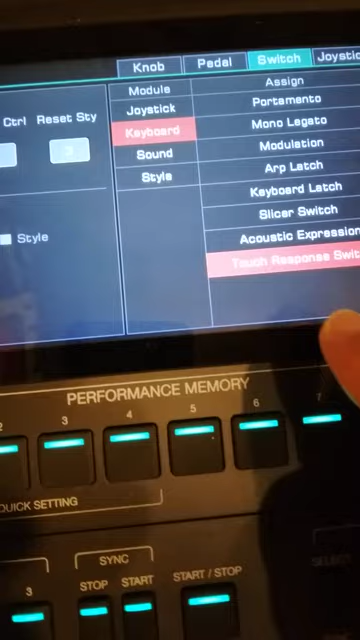 Knob Pedal Switch
Ctrl Reset Sty
Module
Joystick
Keyboard
Sound
Style
Assign
Portamento
Mono Legato
Modulation
Arp Latch
Keyboard Latch
Slicer Switch
Acoustic Expression
Touch Response Swit
Style
PERFORMANCE MEMORY
2 3 4 5 6 7
QUICK SETTING
SYNC
3 STOP START START / STOP